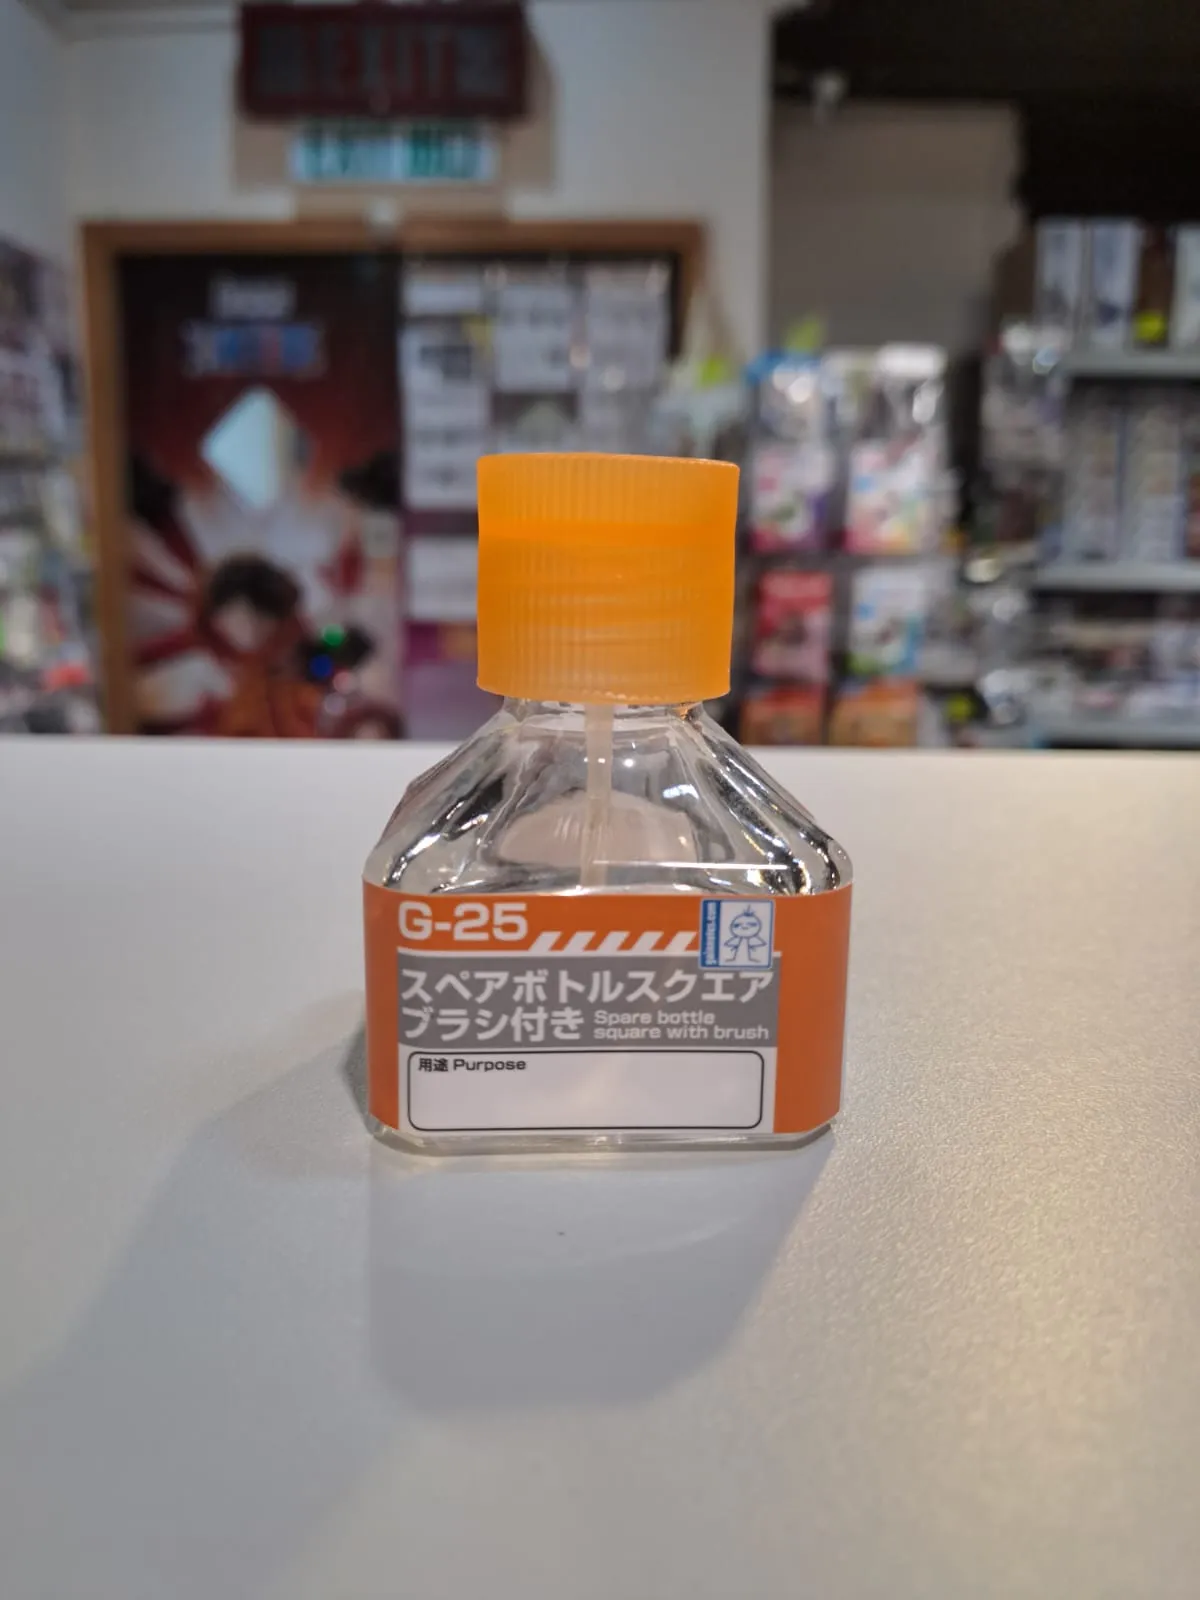 G-25
スペアボトルスクエア
ブラシ付き Spare bottle
square with brush
用途 Purpose